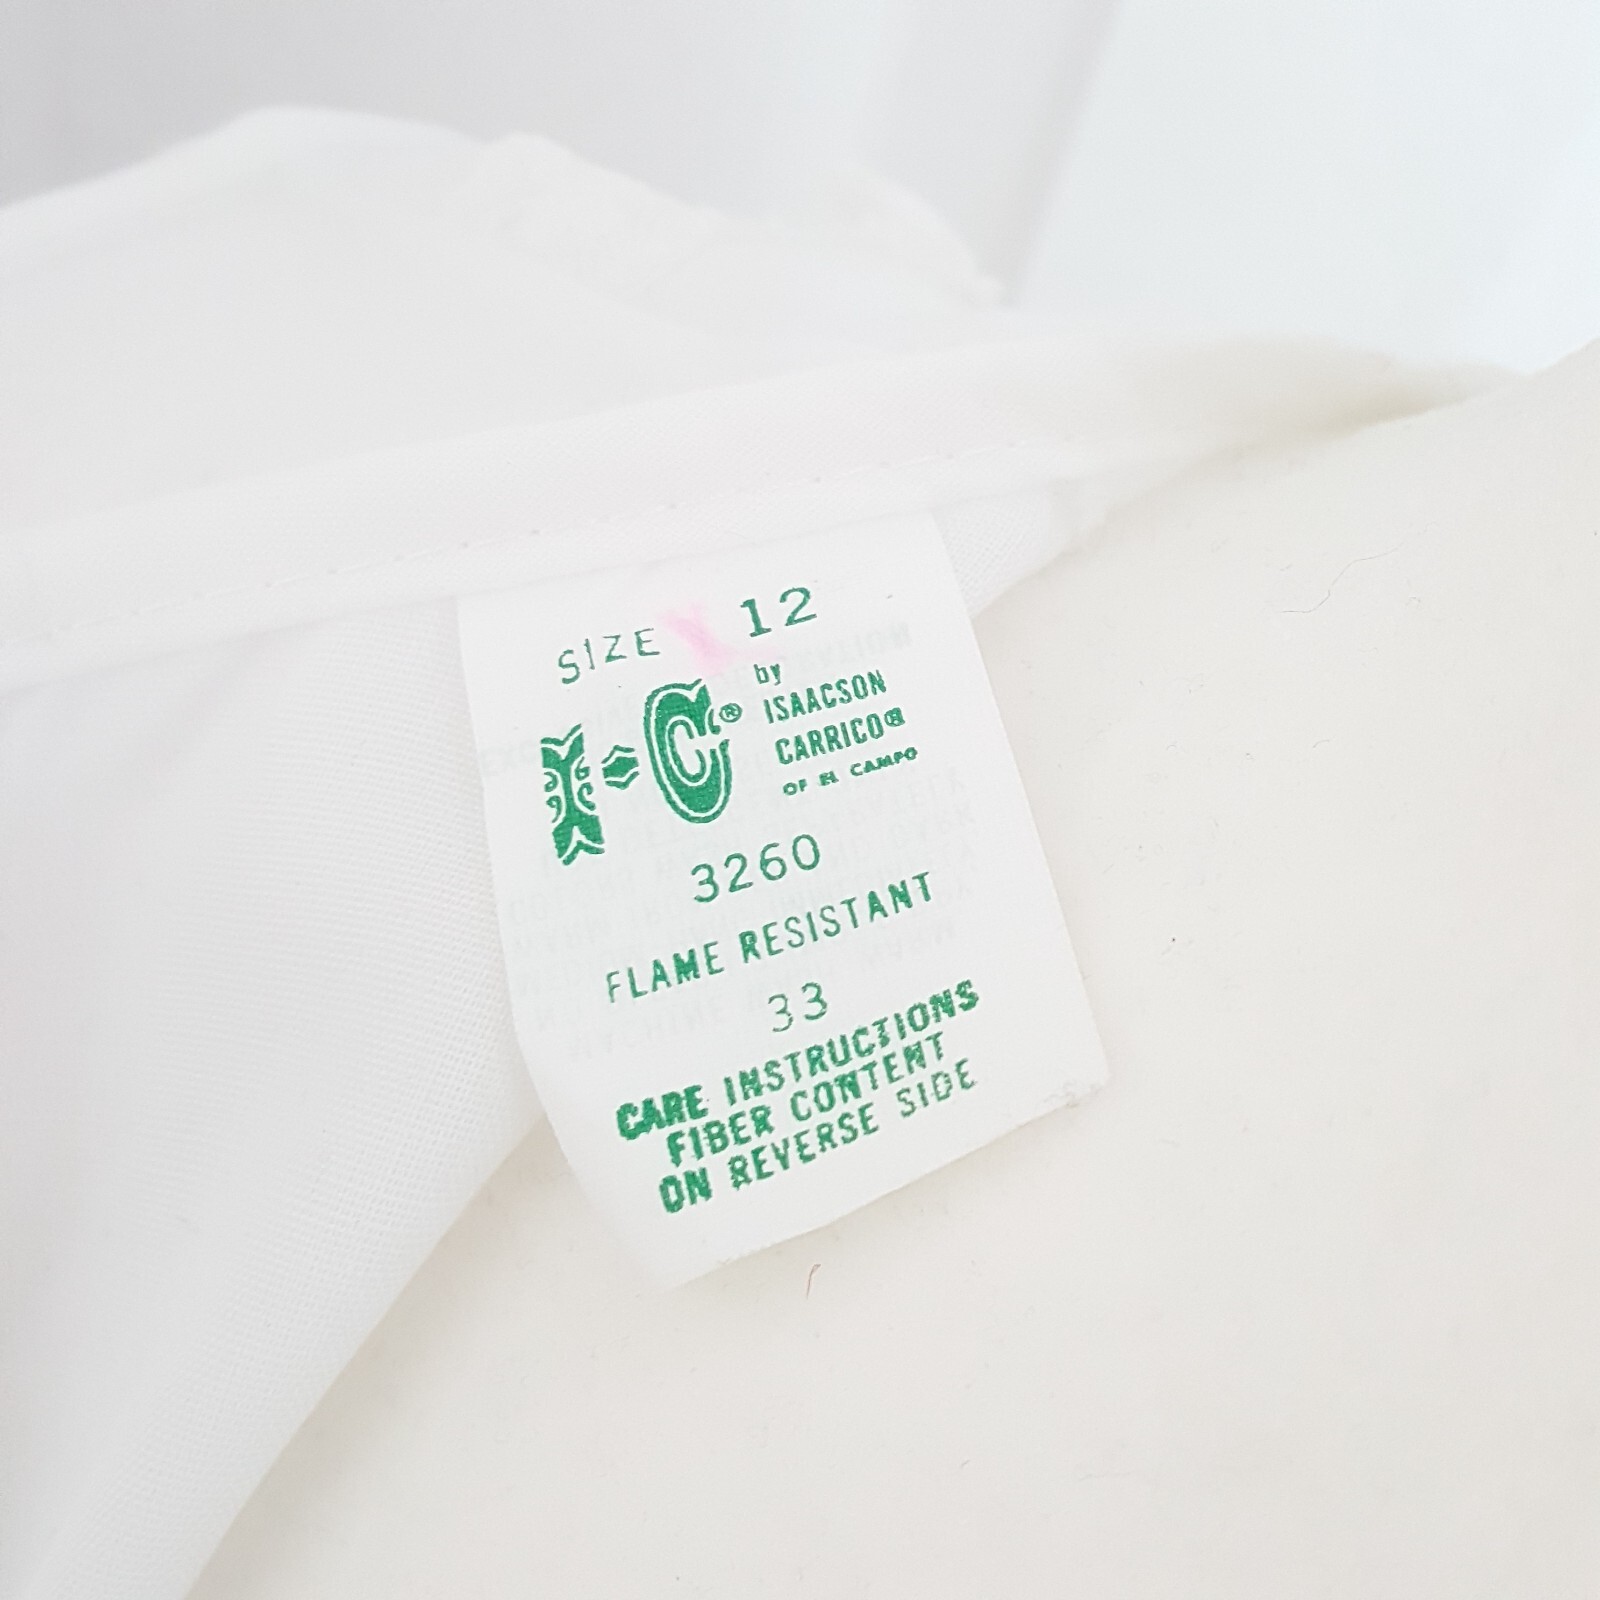 SIZE 12
I-C® by
ISAACSON
CARRICO®
OF EL CAMPO
3260
FLAME RESISTANT
33
CARE INSTRUCTIONS
FIBER CONTENT
ON REVERSE SIDE